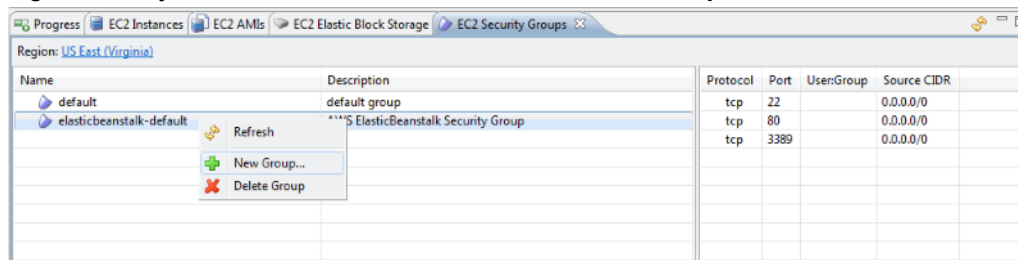 Progress EC2 Instances EC2 AMIs EC2 Elastic Block Storage EC2 Security Groups
Region: US East (Virginia)
Name Description Protocol Port User:Group Source CIDR
default default group tcp 22 0.0.0.0/0
elasticbeanstalk-default AWS ElasticBeanstalk Security Group tcp 80 0.0.0.0/0
Refresh tcp 3389 0.0.0.0/0
New Group...
Delete Group